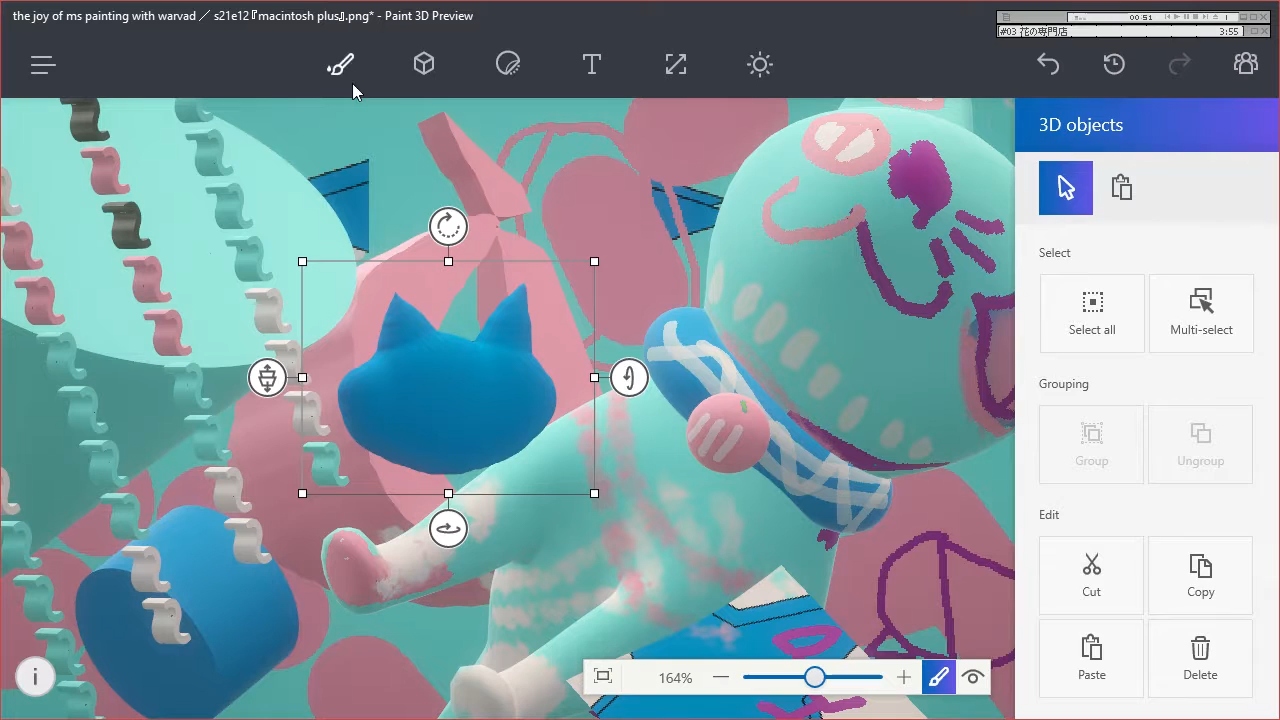 the joy of ms painting with warvad ／ s21e12『macintosh plus』.png* - Paint 3D Preview
00:51
#03 花の専門店
3:55
T
3D objects
Select
Select all
Multi-select
Grouping
Group
Ungroup
Edit
Cut
Copy
Paste
Delete
i
164%